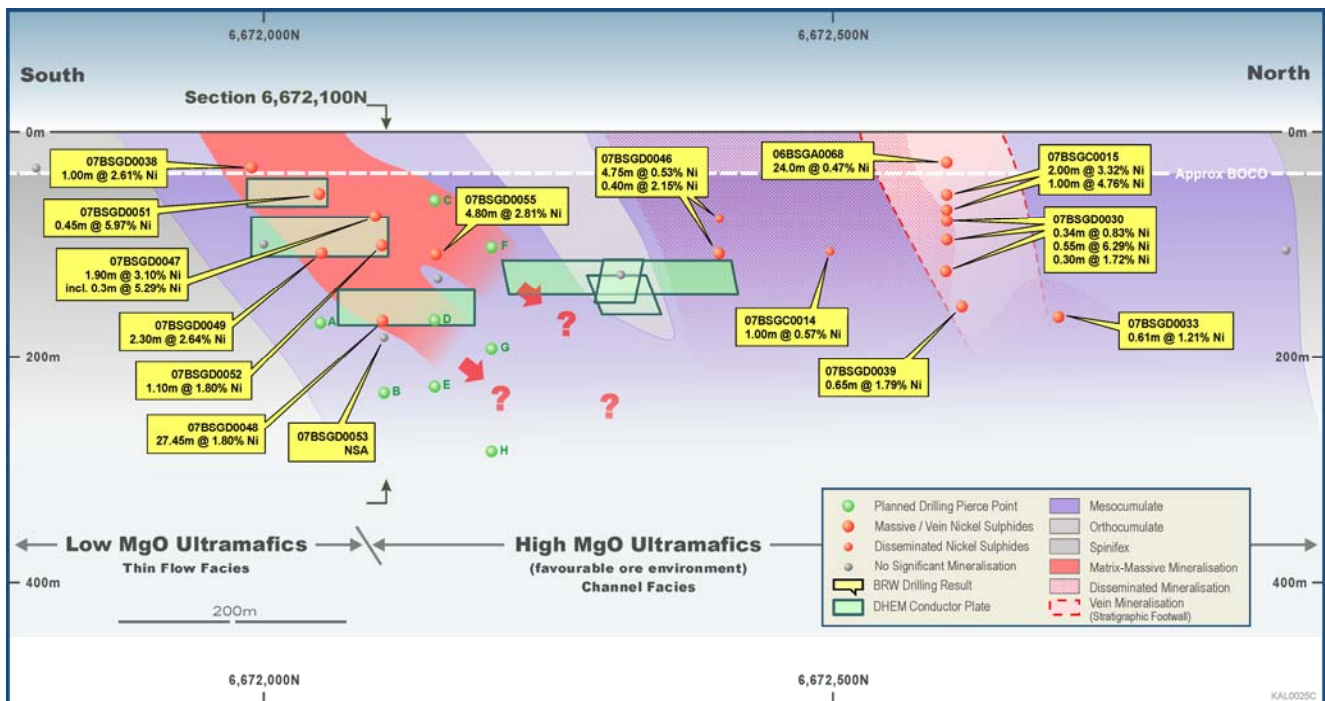 6,672,000N
6,672,500N
South
North
Section 6,672,100N
0m
0m
Approx BOCO
07BSGD0038
1.00m @ 2.61% Ni
07BSGD0051
0.45m @ 5.97% Ni
07BSGD0047
1.90m @ 3.10% Ni
incl. 0.3m @ 5.29% Ni
07BSGD0049
2.30m @ 2.64% Ni
07BSGD0052
1.10m @ 1.80% Ni
07BSGD0048
27.45m @ 1.80% Ni
07BSGD0053
NSA
07BSGD0055
4.80m @ 2.81% Ni
07BSGD0046
4.75m @ 0.53% Ni
0.40m @ 2.15% Ni
06BSGA0068
24.0m @ 0.47% Ni
07BSGC0015
2.00m @ 3.32% Ni
1.00m @ 4.76% Ni
07BSGD0030
0.34m @ 0.83% Ni
0.55m @ 6.29% Ni
0.30m @ 1.72% Ni
07BSGC0014
1.00m @ 0.57% Ni
07BSGD0039
0.65m @ 1.79% Ni
07BSGD0033
0.61m @ 1.21% Ni
C
F
A
D
G
B
E
H
?
?
?
200m
200m
Low MgO Ultramafics
Thin Flow Facies
High MgO Ultramafics
(favourable ore environment)
Channel Facies
400m
400m
200m
Planned Drilling Pierce Point
Massive / Vein Nickel Sulphides
Disseminated Nickel Sulphides
No Significant Mineralisation
BRW Drilling Result
DHEM Conductor Plate
Mesocumulate
Orthocumulate
Spinifex
Matrix-Massive Mineralisation
Disseminated Mineralisation
Vein Mineralisation
(Stratigraphic Footwall)
6,672,000N
6,672,500N
KAL0025C